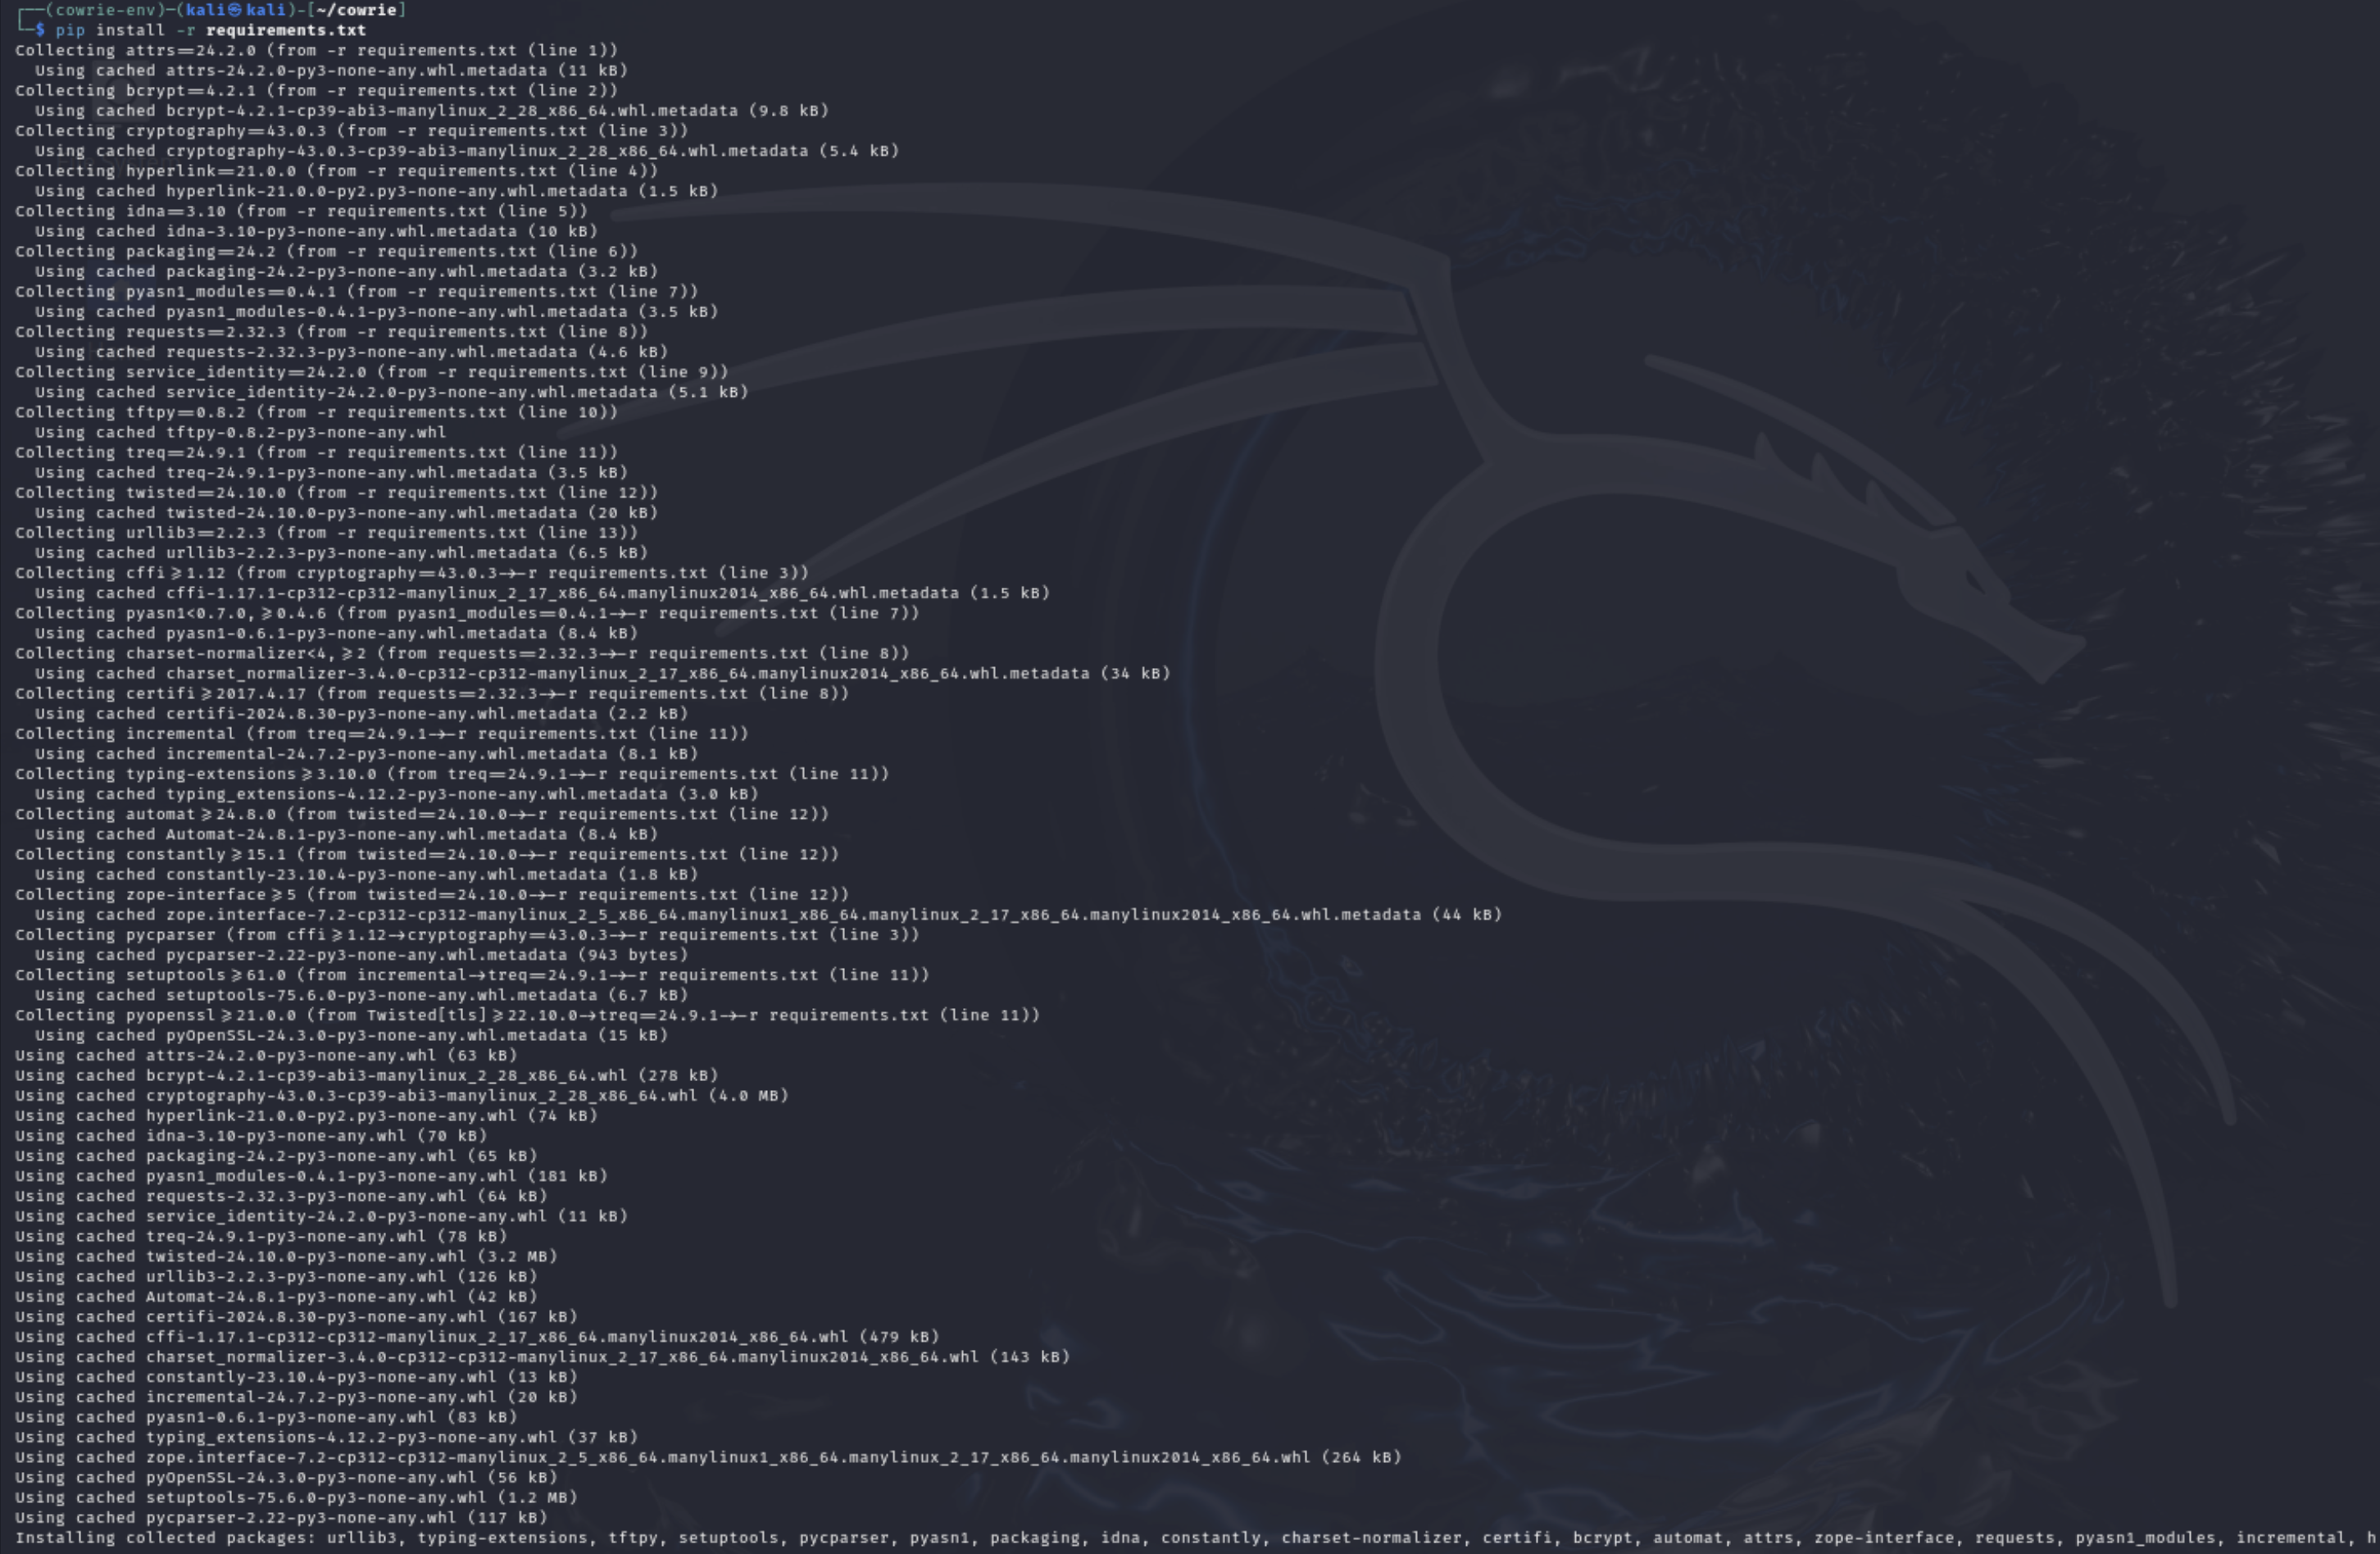 ┌──(cowrie-env)─(kali㉿kali)-[~/cowrie]
└─$ pip install -r requirements.txt
Collecting attrs==24.2.0 (from -r requirements.txt (line 1))
  Using cached attrs-24.2.0-py3-none-any.whl.metadata (11 kB)
Collecting bcrypt==4.2.1 (from -r requirements.txt (line 2))
  Using cached bcrypt-4.2.1-cp39-abi3-manylinux_2_28_x86_64.whl.metadata (9.8 kB)
Collecting cryptography==43.0.3 (from -r requirements.txt (line 3))
  Using cached cryptography-43.0.3-cp39-abi3-manylinux_2_28_x86_64.whl.metadata (5.4 kB)
Collecting hyperlink==21.0.0 (from -r requirements.txt (line 4))
  Using cached hyperlink-21.0.0-py2.py3-none-any.whl.metadata (1.5 kB)
Collecting idna==3.10 (from -r requirements.txt (line 5))
  Using cached idna-3.10-py3-none-any.whl.metadata (10 kB)
Collecting packaging==24.2 (from -r requirements.txt (line 6))
  Using cached packaging-24.2-py3-none-any.whl.metadata (3.2 kB)
Collecting pyasn1_modules==0.4.1 (from -r requirements.txt (line 7))
  Using cached pyasn1_modules-0.4.1-py3-none-any.whl.metadata (3.5 kB)
Collecting requests==2.32.3 (from -r requirements.txt (line 8))
  Using cached requests-2.32.3-py3-none-any.whl.metadata (4.6 kB)
Collecting service_identity==24.2.0 (from -r requirements.txt (line 9))
  Using cached service_identity-24.2.0-py3-none-any.whl.metadata (5.1 kB)
Collecting tftpy==0.8.2 (from -r requirements.txt (line 10))
  Using cached tftpy-0.8.2-py3-none-any.whl
Collecting treq==24.9.1 (from -r requirements.txt (line 11))
  Using cached treq-24.9.1-py3-none-any.whl.metadata (3.5 kB)
Collecting twisted==24.10.0 (from -r requirements.txt (line 12))
  Using cached twisted-24.10.0-py3-none-any.whl.metadata (20 kB)
Collecting urllib3==2.2.3 (from -r requirements.txt (line 13))
  Using cached urllib3-2.2.3-py3-none-any.whl.metadata (6.5 kB)
Collecting cffi>=1.12 (from cryptography==43.0.3->-r requirements.txt (line 3))
  Using cached cffi-1.17.1-cp312-cp312-manylinux_2_17_x86_64.manylinux2014_x86_64.whl.metadata (1.5 kB)
Collecting pyasn1<0.7.0,>=0.4.6 (from pyasn1_modules==0.4.1->-r requirements.txt (line 7))
  Using cached pyasn1-0.6.1-py3-none-any.whl.metadata (8.4 kB)
Collecting charset-normalizer<4,>=2 (from requests==2.32.3->-r requirements.txt (line 8))
  Using cached charset_normalizer-3.4.0-cp312-cp312-manylinux_2_17_x86_64.manylinux2014_x86_64.whl.metadata (34 kB)
Collecting certifi>=2017.4.17 (from requests==2.32.3->-r requirements.txt (line 8))
  Using cached certifi-2024.8.30-py3-none-any.whl.metadata (2.2 kB)
Collecting incremental (from treq==24.9.1->-r requirements.txt (line 11))
  Using cached incremental-24.7.2-py3-none-any.whl.metadata (8.1 kB)
Collecting typing-extensions>=3.10.0 (from treq==24.9.1->-r requirements.txt (line 11))
  Using cached typing_extensions-4.12.2-py3-none-any.whl.metadata (3.0 kB)
Collecting automat>=24.8.0 (from twisted==24.10.0->-r requirements.txt (line 12))
  Using cached Automat-24.8.1-py3-none-any.whl.metadata (8.4 kB)
Collecting constantly>=15.1 (from twisted==24.10.0->-r requirements.txt (line 12))
  Using cached constantly-23.10.4-py3-none-any.whl.metadata (1.8 kB)
Collecting zope-interface>=5 (from twisted==24.10.0->-r requirements.txt (line 12))
  Using cached zope.interface-7.2-cp312-cp312-manylinux_2_5_x86_64.manylinux1_x86_64.manylinux_2_17_x86_64.manylinux2014_x86_64.whl.metadata (44 kB)
Collecting pycparser (from cffi>=1.12->cryptography==43.0.3->-r requirements.txt (line 3))
  Using cached pycparser-2.22-py3-none-any.whl.metadata (943 bytes)
Collecting setuptools>=61.0 (from incremental->treq==24.9.1->-r requirements.txt (line 11))
  Using cached setuptools-75.6.0-py3-none-any.whl.metadata (6.7 kB)
Collecting pyopenssl>=21.0.0 (from Twisted[tls]>=22.10.0->treq==24.9.1->-r requirements.txt (line 11))
  Using cached pyOpenSSL-24.3.0-py3-none-any.whl.metadata (15 kB)
Using cached attrs-24.2.0-py3-none-any.whl (63 kB)
Using cached bcrypt-4.2.1-cp39-abi3-manylinux_2_28_x86_64.whl (278 kB)
Using cached cryptography-43.0.3-cp39-abi3-manylinux_2_28_x86_64.whl (4.0 MB)
Using cached hyperlink-21.0.0-py2.py3-none-any.whl (74 kB)
Using cached idna-3.10-py3-none-any.whl (70 kB)
Using cached packaging-24.2-py3-none-any.whl (65 kB)
Using cached pyasn1_modules-0.4.1-py3-none-any.whl (181 kB)
Using cached requests-2.32.3-py3-none-any.whl (64 kB)
Using cached service_identity-24.2.0-py3-none-any.whl (11 kB)
Using cached treq-24.9.1-py3-none-any.whl (78 kB)
Using cached twisted-24.10.0-py3-none-any.whl (3.2 MB)
Using cached urllib3-2.2.3-py3-none-any.whl (126 kB)
Using cached Automat-24.8.1-py3-none-any.whl (42 kB)
Using cached certifi-2024.8.30-py3-none-any.whl (167 kB)
Using cached cffi-1.17.1-cp312-cp312-manylinux_2_17_x86_64.manylinux2014_x86_64.whl (479 kB)
Using cached charset_normalizer-3.4.0-cp312-cp312-manylinux_2_17_x86_64.manylinux2014_x86_64.whl (143 kB)
Using cached constantly-23.10.4-py3-none-any.whl (13 kB)
Using cached incremental-24.7.2-py3-none-any.whl (20 kB)
Using cached pyasn1-0.6.1-py3-none-any.whl (83 kB)
Using cached typing_extensions-4.12.2-py3-none-any.whl (37 kB)
Using cached zope.interface-7.2-cp312-cp312-manylinux_2_5_x86_64.manylinux1_x86_64.manylinux_2_17_x86_64.manylinux2014_x86_64.whl (264 kB)
Using cached pyOpenSSL-24.3.0-py3-none-any.whl (56 kB)
Using cached setuptools-75.6.0-py3-none-any.whl (1.2 MB)
Using cached pycparser-2.22-py3-none-any.whl (117 kB)
Installing collected packages: urllib3, typing-extensions, tftpy, setuptools, pycparser, pyasn1, packaging, idna, constantly, charset-normalizer, certifi, bcrypt, automat, attrs, zope-interface, requests, pyasn1_modules, incremental, h